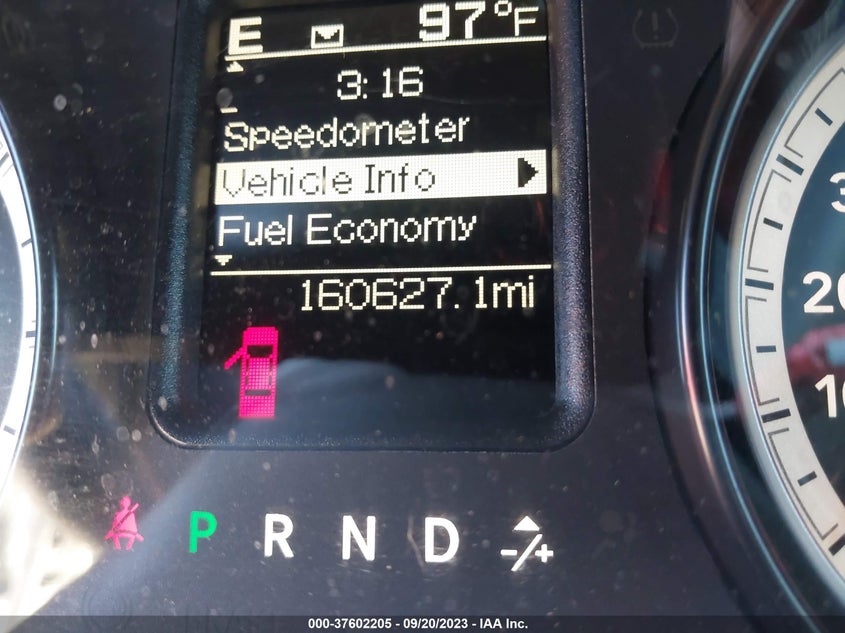 E 97°F
3:16
Speedometer
Vehicle Info
Fuel Economy
160627.1mi
P R N D -/+
000-37602205 - 09/20/2023 - IAA Inc.